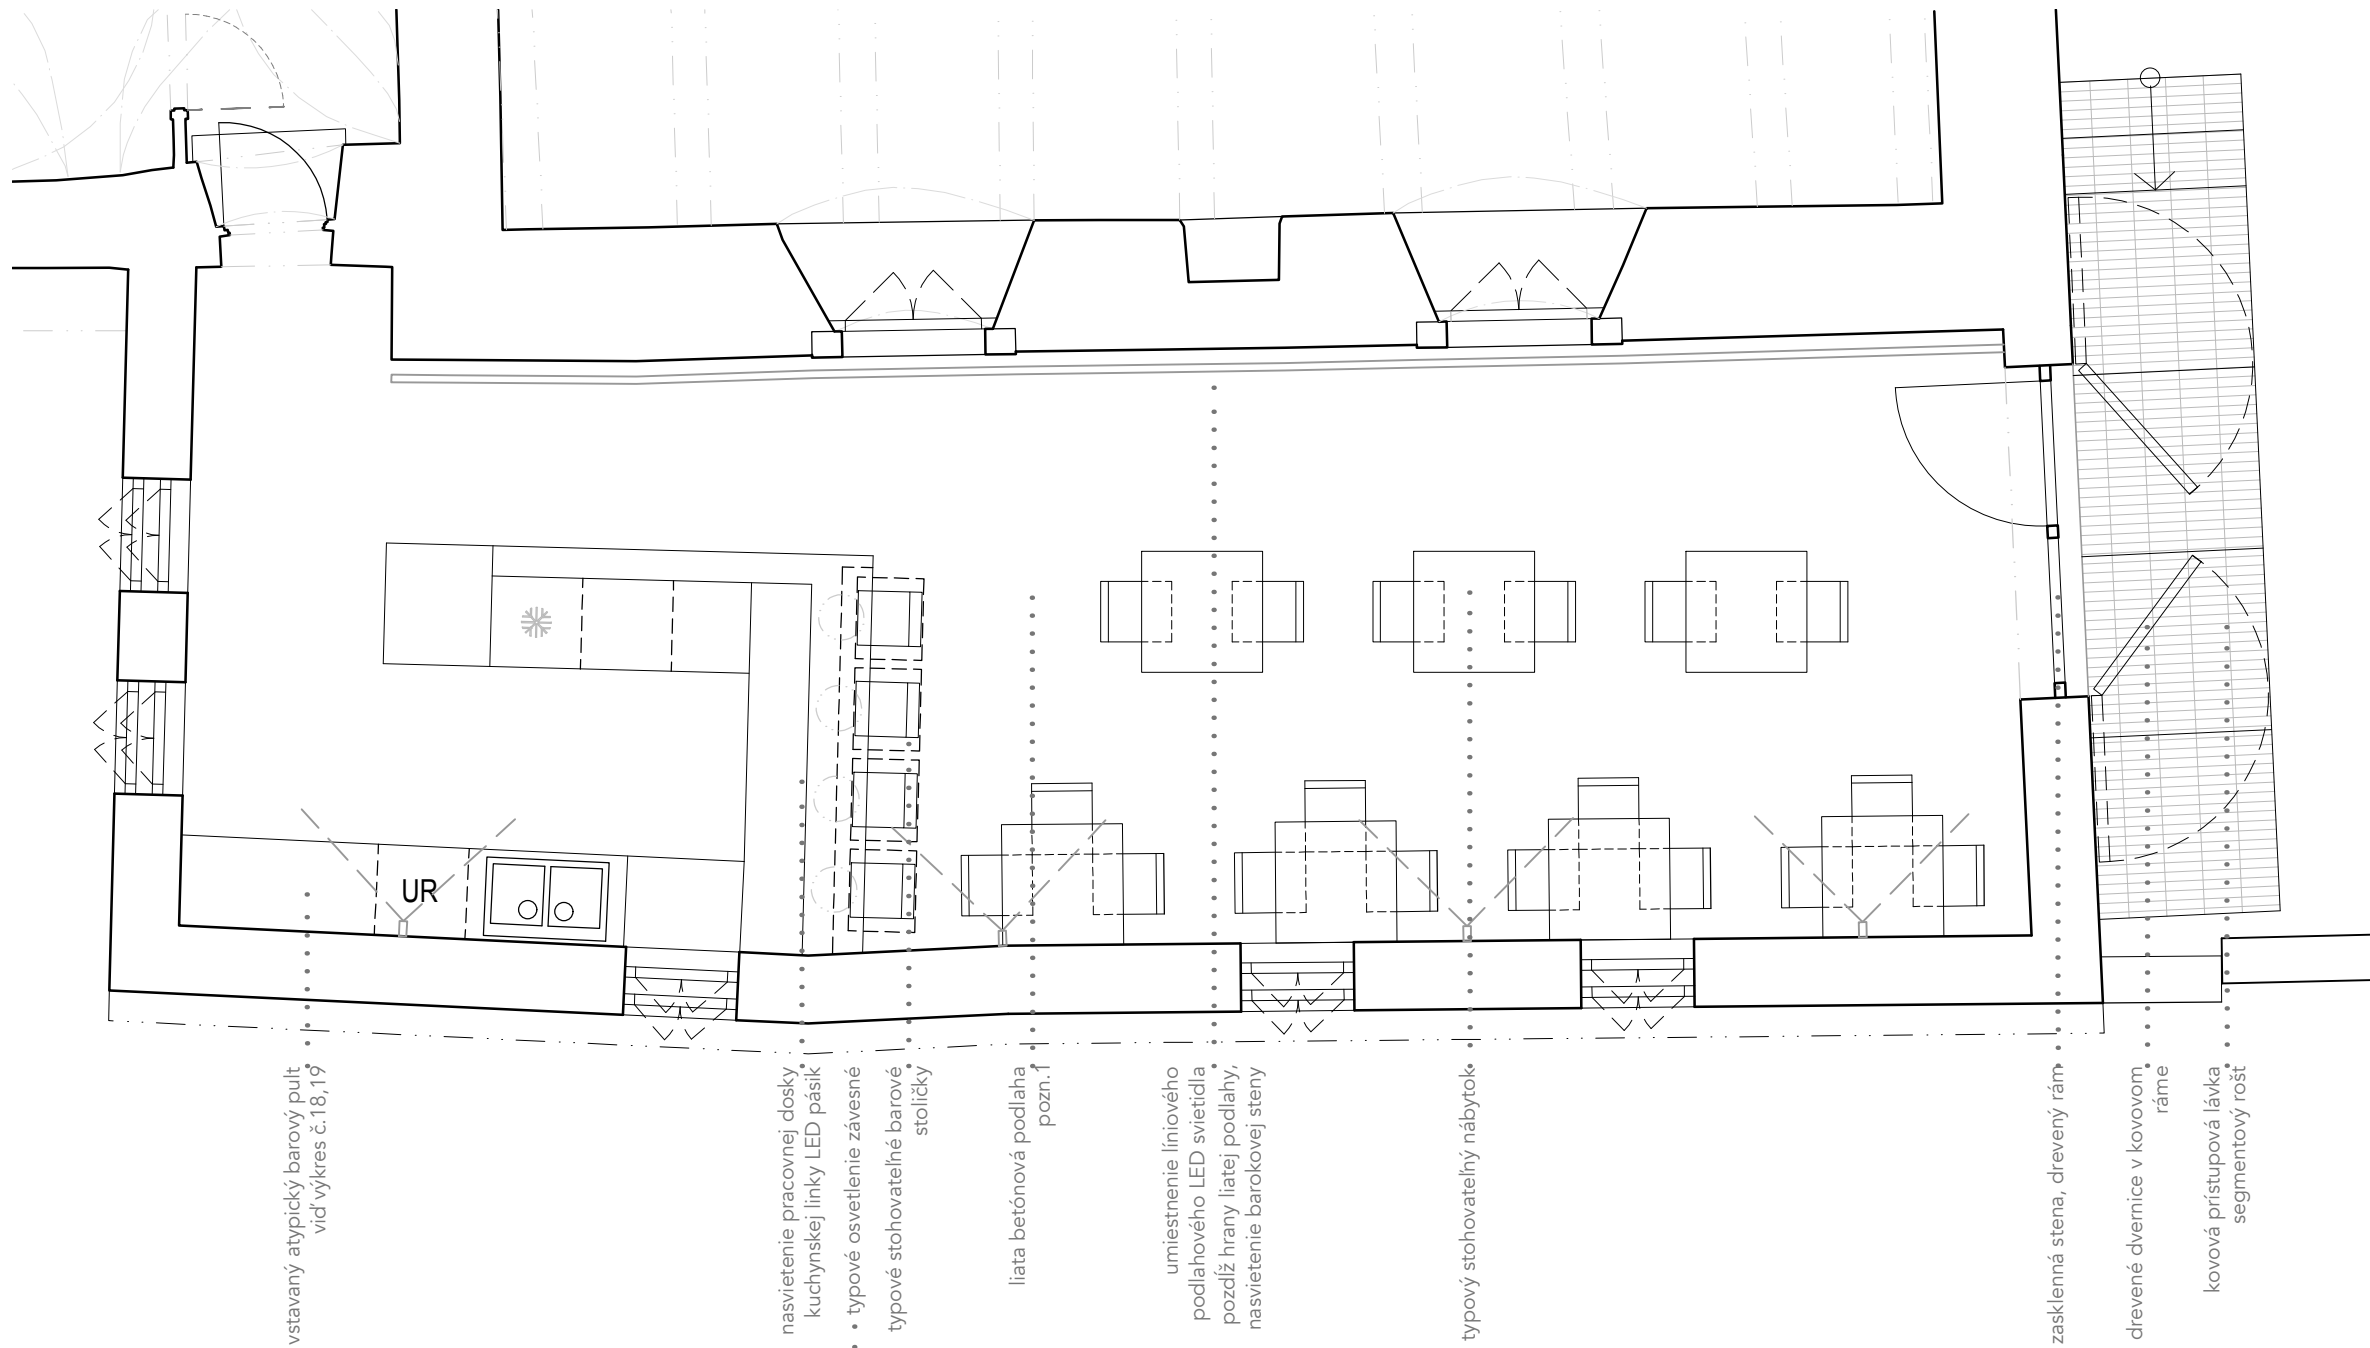 UR
vstavaný atypický barový pult
viď výkres č.18,19
nasvietenie pracovnej dosky
kuchynskej linky LED pásik
typové osvetlenie závesné
typové stohovateľné barové
stoličky
liata betónová podlaha
pozn.1
umiestnenie líniového
podlahového LED svietidla
pozdĺž hrany liatej podlahy,
nasvietenie barokovej steny
typový stohovateľný nábytok
zasklenná stena, drevený rám
drevené dvernice v kovovom
ráme
kovová prístupová lávka
segmentový rošt